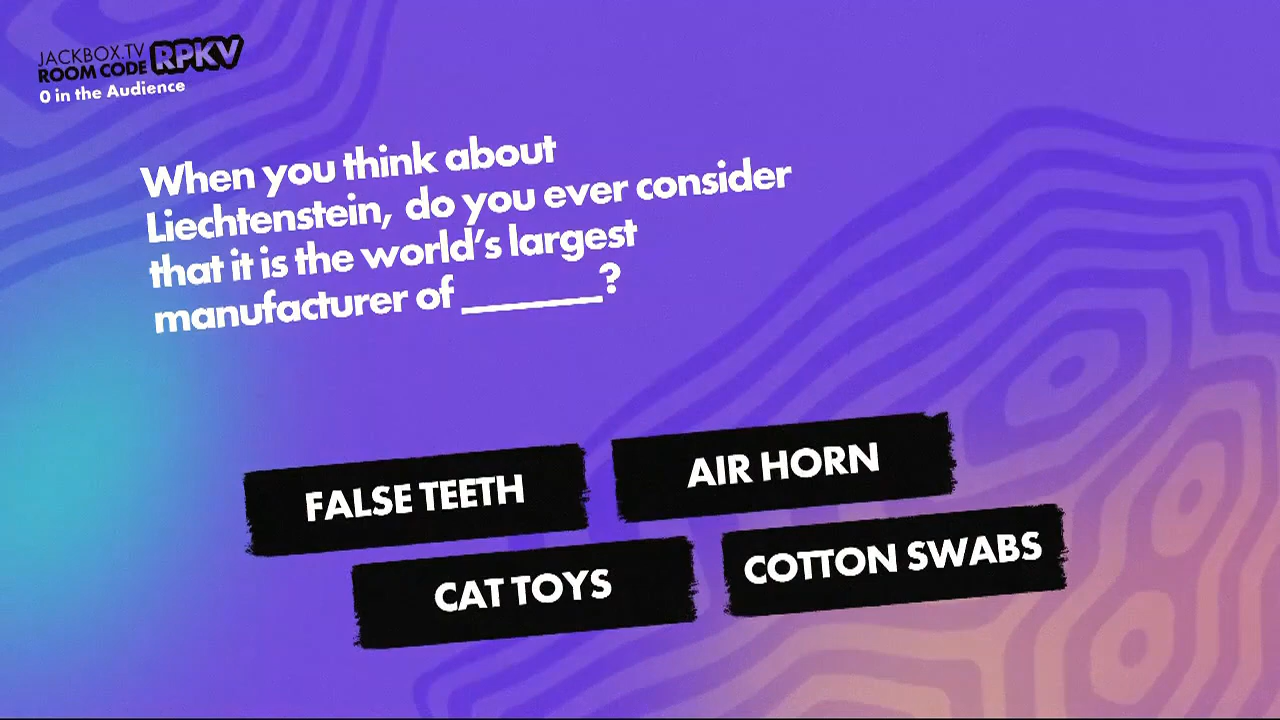 JACKBOX.TV
ROOM CODE RPKV
0 in the Audience
When you think about
Liechtenstein, do you ever consider
that it is the world's largest
manufacturer of _______?
FALSE TEETH
AIR HORN
CAT TOYS
COTTON SWABS